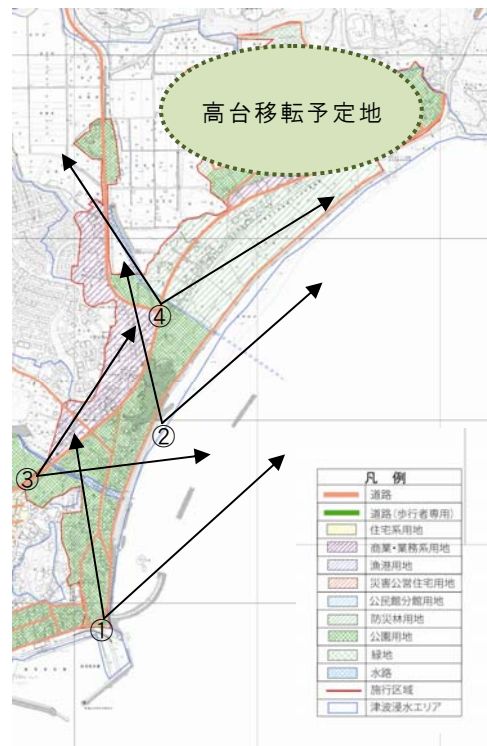 高台移転予定地
④
②
③
①
凡例
道路
道路(歩行者専用)
住宅系用地
商業・業務系用地
漁港用地
災害公営住宅用地
公民館分館用地
防災林用地
公園用地
緑地
水路
施行区域
津波浸水エリア